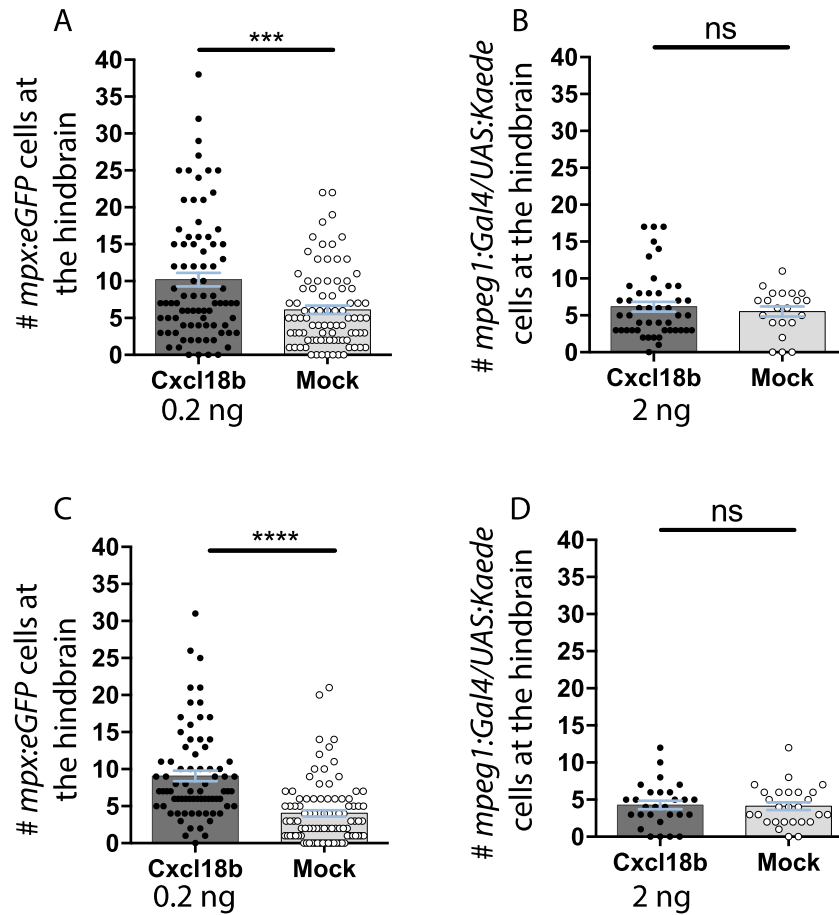 A
***
# mpx:eGFP cells at
the hindbrain
40
35
30
25
20
15
10
5
0
Cxcl18b
Mock
0.2 ng
B
ns
# mpeg1:Gal4/UAS:Kaede
cells at the hindbrain
40
35
30
25
20
15
10
5
0
Cxcl18b
Mock
2 ng
C
****
# mpx:eGFP cells at
the hindbrain
40
35
30
25
20
15
10
5
0
Cxcl18b
Mock
0.2 ng
D
ns
# mpeg1:Gal4/UAS:Kaede
cells at the hindbrain
40
35
30
25
20
15
10
5
0
Cxcl18b
Mock
2 ng